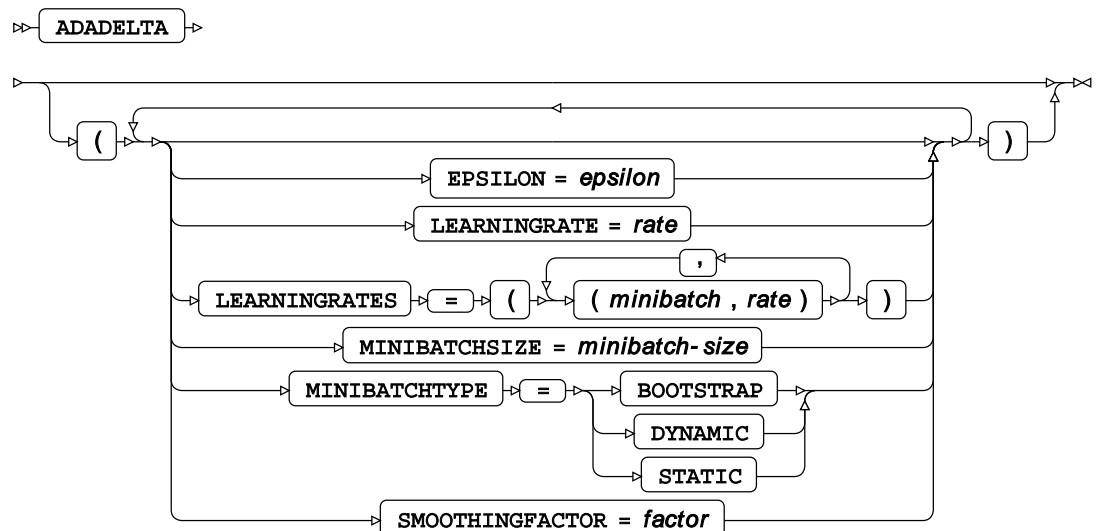 ADADELTA
( )
EPSILON = epsilon
LEARNINGRATE = rate
,
LEARNINGRATES = ( ( minibatch , rate ) )
MINIBATCHSIZE = minibatch-size
MINIBATCHTYPE = BOOTSTRAP
DYNAMIC
STATIC
SMOOTHINGFACTOR = factor